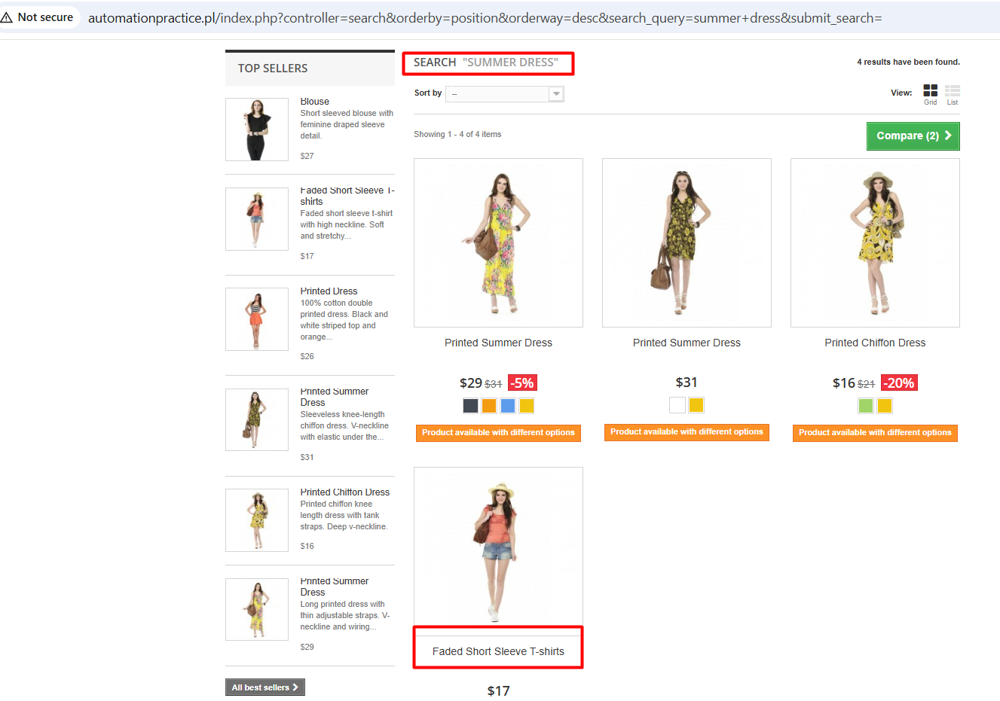 Not secure automationpractice.pl/index.php?controller=search&orderby=position&orderway=desc&search_query=summer+dress&submit_search=
TOP SELLERS
Blouse
Short sleeved blouse with
feminine draped sleeve
detail.
$27
Faded Short Sleeve T-
shirts
Faded short sleeve t-shirt
with high neckline. Soft
and stretchy...
$17
Printed Dress
100% cotton double
printed dress. Black and
white striped top and
orange...
$26
Printed Summer
Dress
Sleeveless knee-length
chiffon dress. V-neckline
with elastic under the...
$31
Printed Chiffon Dress
Printed chiffon knee
length dress with tank
straps. Deep v-neckline.
$16
Printed Summer
Dress
Long printed dress with
thin adjustable straps. V-
neckline and wiring...
$29
All best sellers
SEARCH "SUMMER DRESS"
4 results have been found.
Sort by --
View:
Grid List
Showing 1 - 4 of 4 items
Compare (2)
Printed Summer Dress
$29 $31 -5%
Product available with different options
Printed Summer Dress
$31
Product available with different options
Printed Chiffon Dress
$16 $21 -20%
Product available with different options
Faded Short Sleeve T-shirts
$17